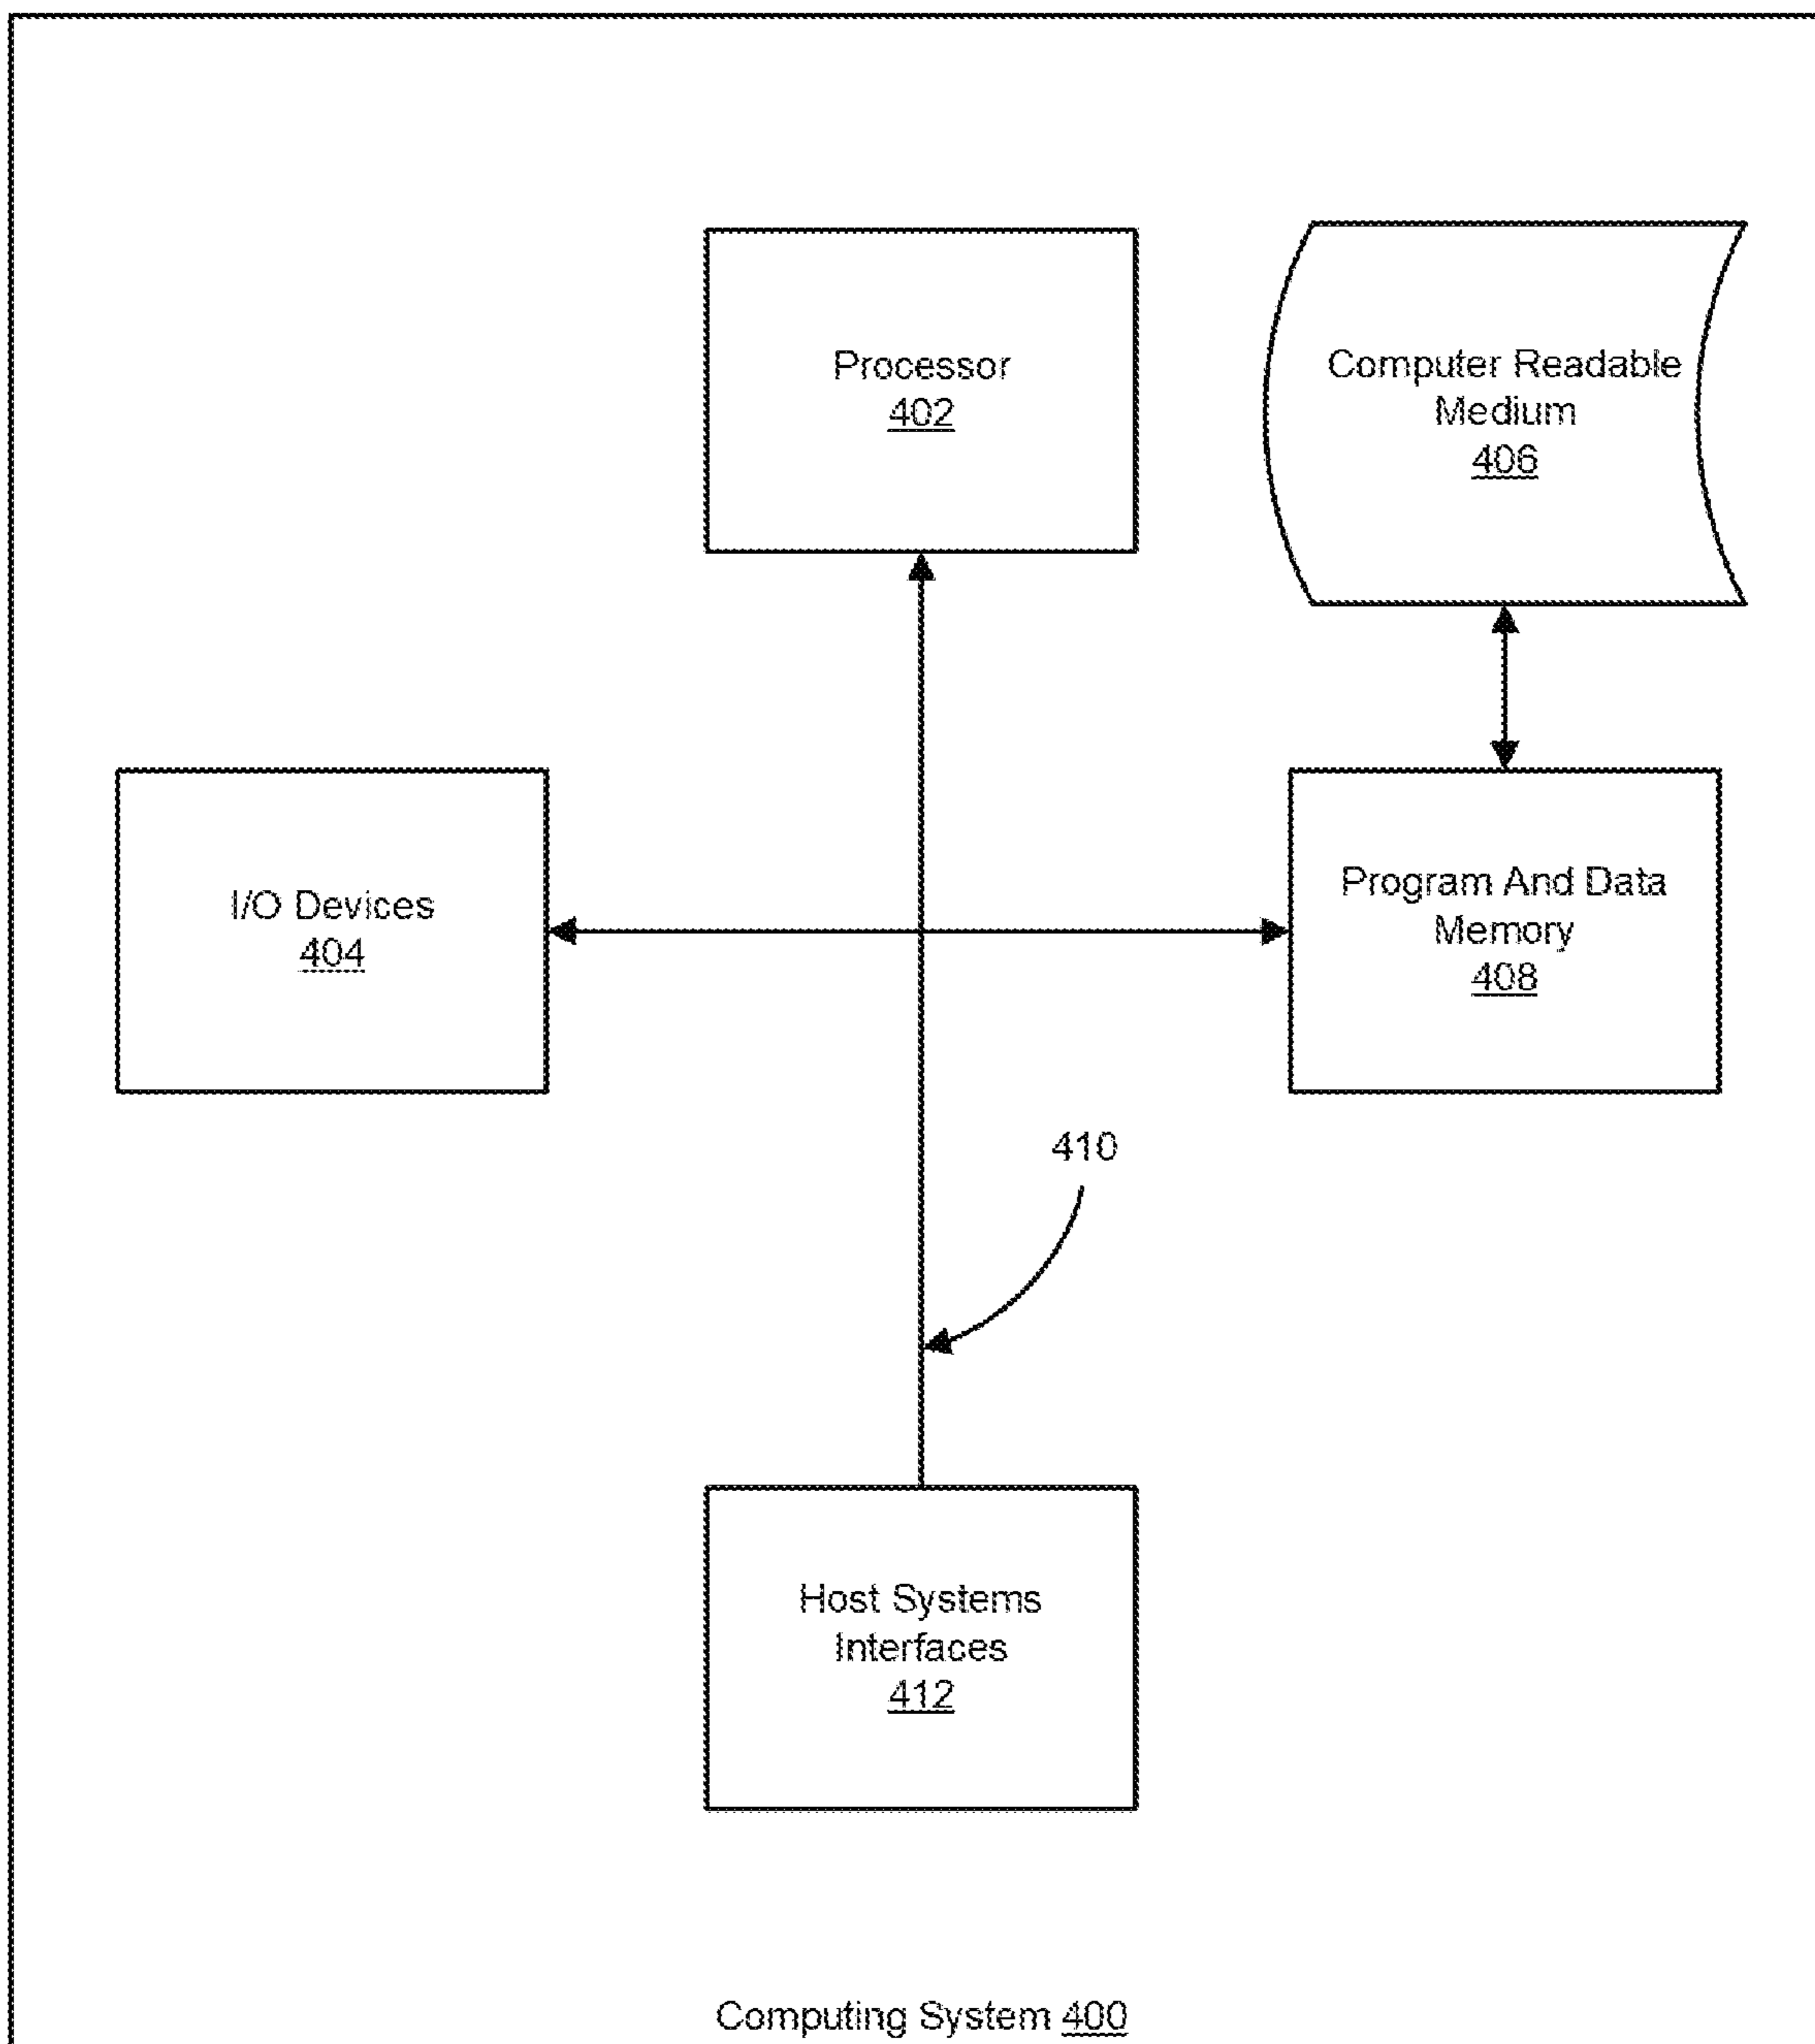 Processor
402
Computer Readable
Medium
406
I/O Devices
404
Program And Data
Memory
408
410
Host Systems
Interfaces
412
Computing System 400